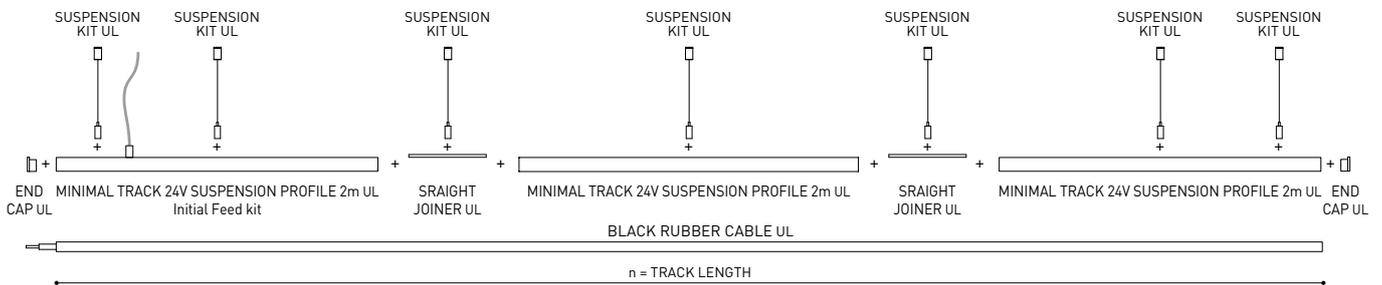 SUSPENSION
KIT UL
SUSPENSION
KIT UL
SUSPENSION
KIT UL
SUSPENSION
KIT UL
SUSPENSION
KIT UL
SUSPENSION
KIT UL
SUSPENSION
KIT UL
+ + + + + + +
+ + + + + +
END
CAP UL
MINIMAL TRACK 24V SUSPENSION PROFILE 2m UL
Initial Feed kit
SRAIGHT
JOINER UL
MINIMAL TRACK 24V SUSPENSION PROFILE 2m UL
SRAIGHT
JOINER UL
MINIMAL TRACK 24V SUSPENSION PROFILE 2m UL
END
CAP UL
BLACK RUBBER CABLE UL
n = TRACK LENGTH